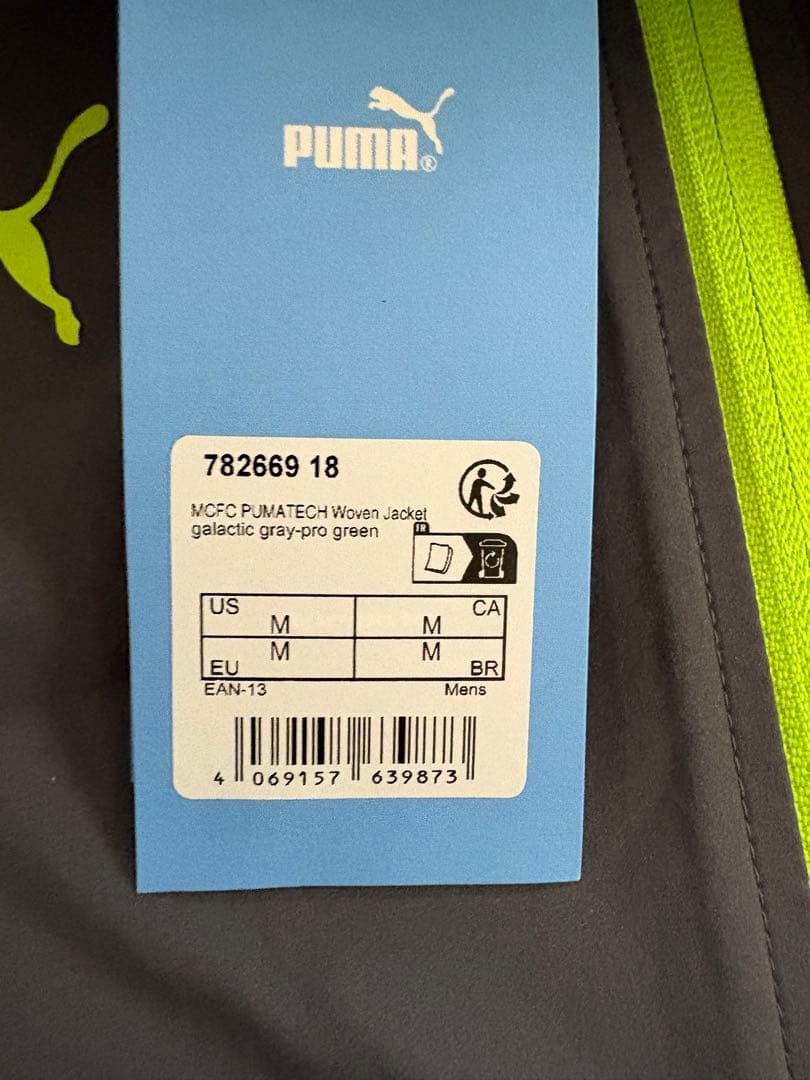 PUMA®
782669 18
MCFC PUMATECH Woven Jacket
galactic gray-pro green
FR
US M M CA
EU M M BR
EAN-13 Mens
4 069157 639873